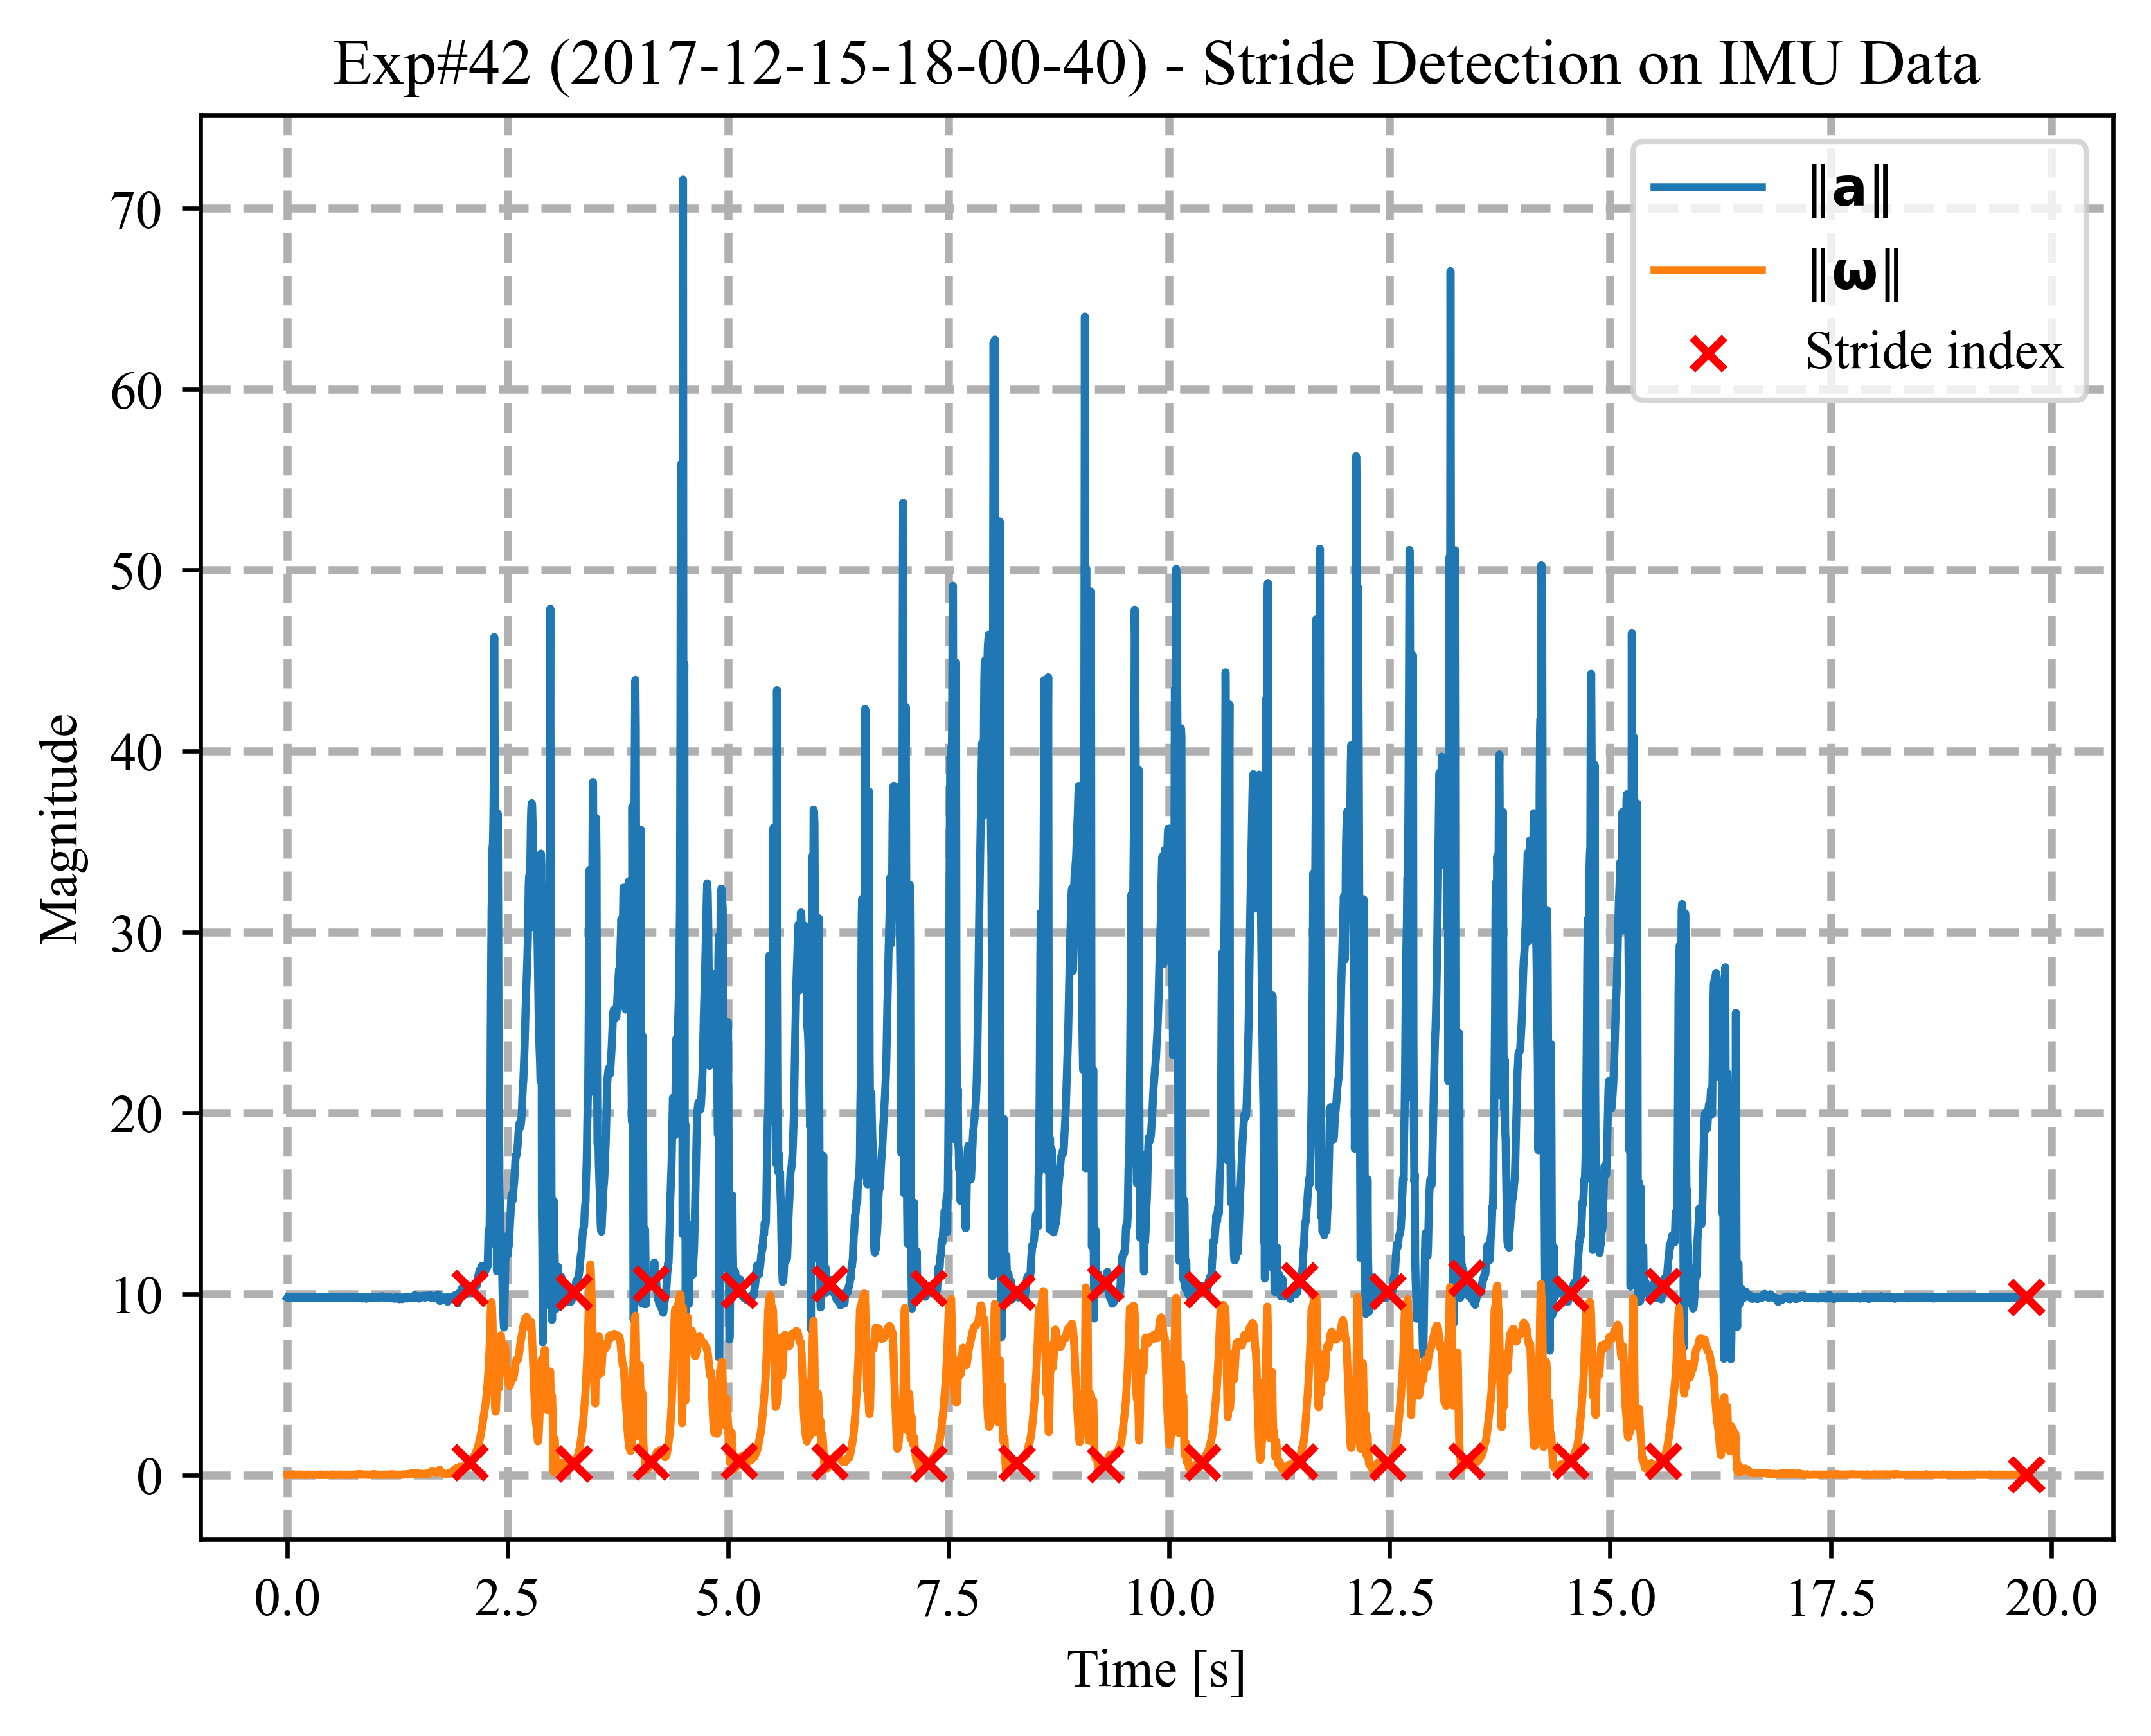 Exp#42 (2017-12-15-18-00-40) - Stride Detection on IMU Data
‖a‖
‖ω‖
Stride index
Magnitude
70
60
50
40
30
20
10
0
0.0 2.5 5.0 7.5 10.0 12.5 15.0 17.5 20.0
Time [s]